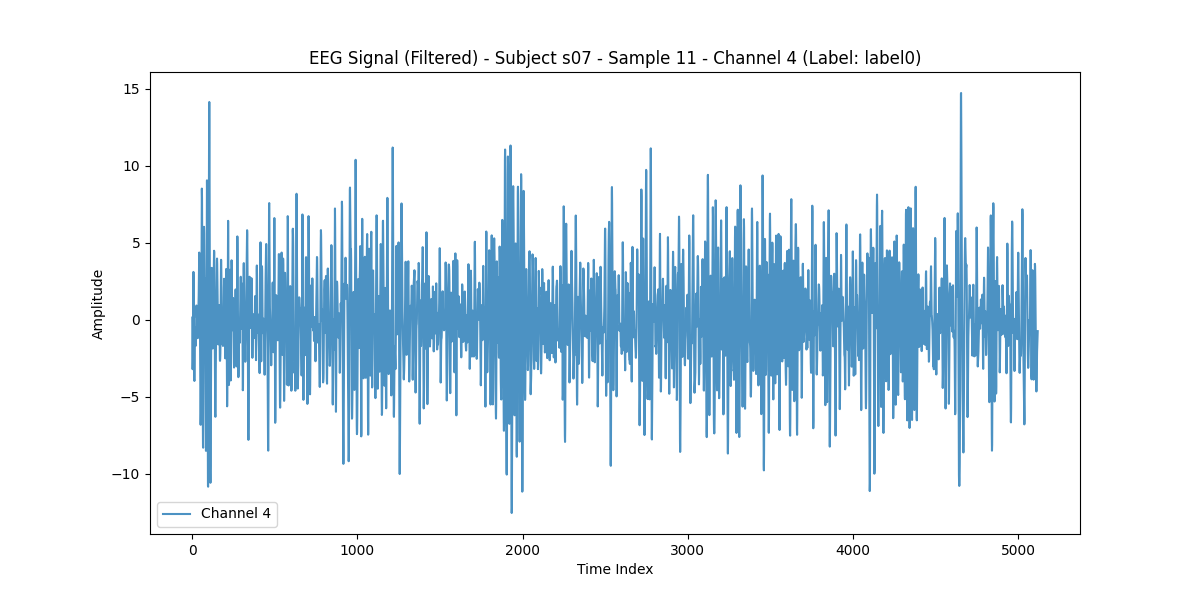 EEG Signal (Filtered) - Subject s07 - Sample 11 - Channel 4 (Label: label0)
15
10
5
0
−5
−10
Amplitude
Channel 4
0 1000 2000 3000 4000 5000
Time Index